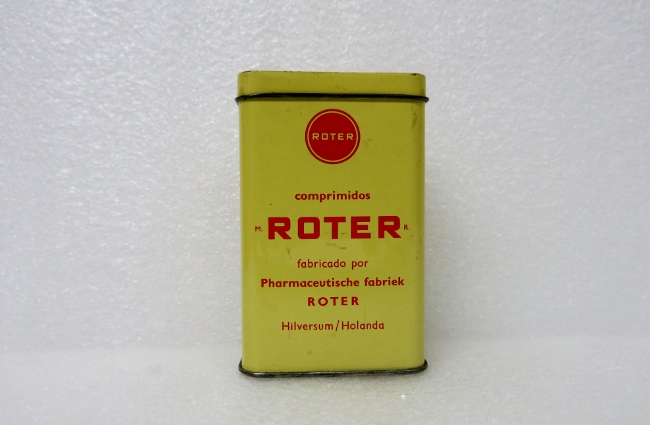 ROTER
comprimidos
M. ROTER R.
fabricado por
Pharmaceutische fabriek
ROTER
Hilversum/Holanda